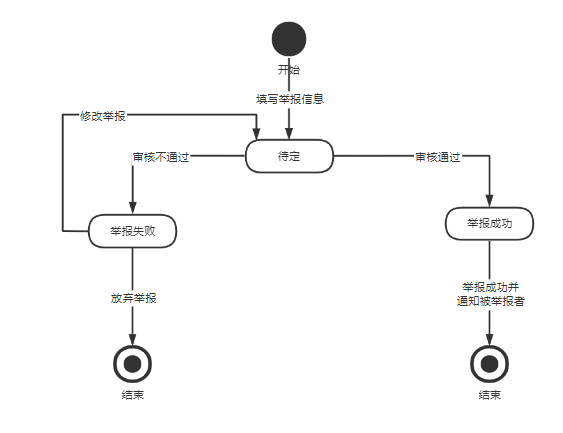 开始
填写举报信息
修改举报
待定
审核不通过
审核通过
举报失败
举报成功
放弃举报
举报成功并
通知被举报者
结束
结束